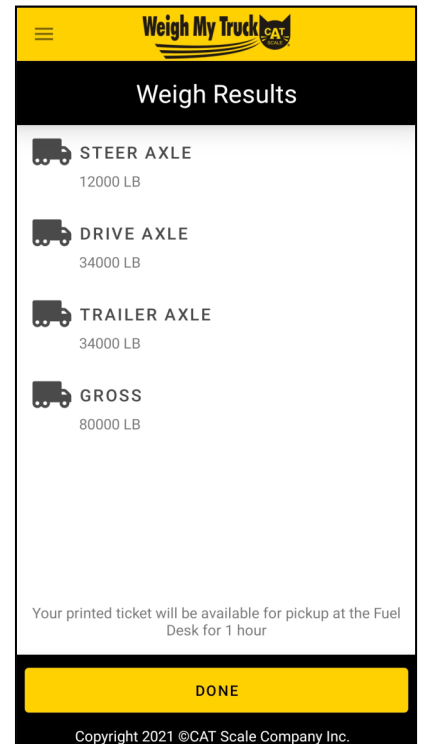 Weigh My Truck
CAT
SCALE
Weigh Results
STEER AXLE
12000 LB
DRIVE AXLE
34000 LB
TRAILER AXLE
34000 LB
GROSS
80000 LB
Your printed ticket will be available for pickup at the Fuel
Desk for 1 hour
DONE
Copyright 2021 ©CAT Scale Company Inc.